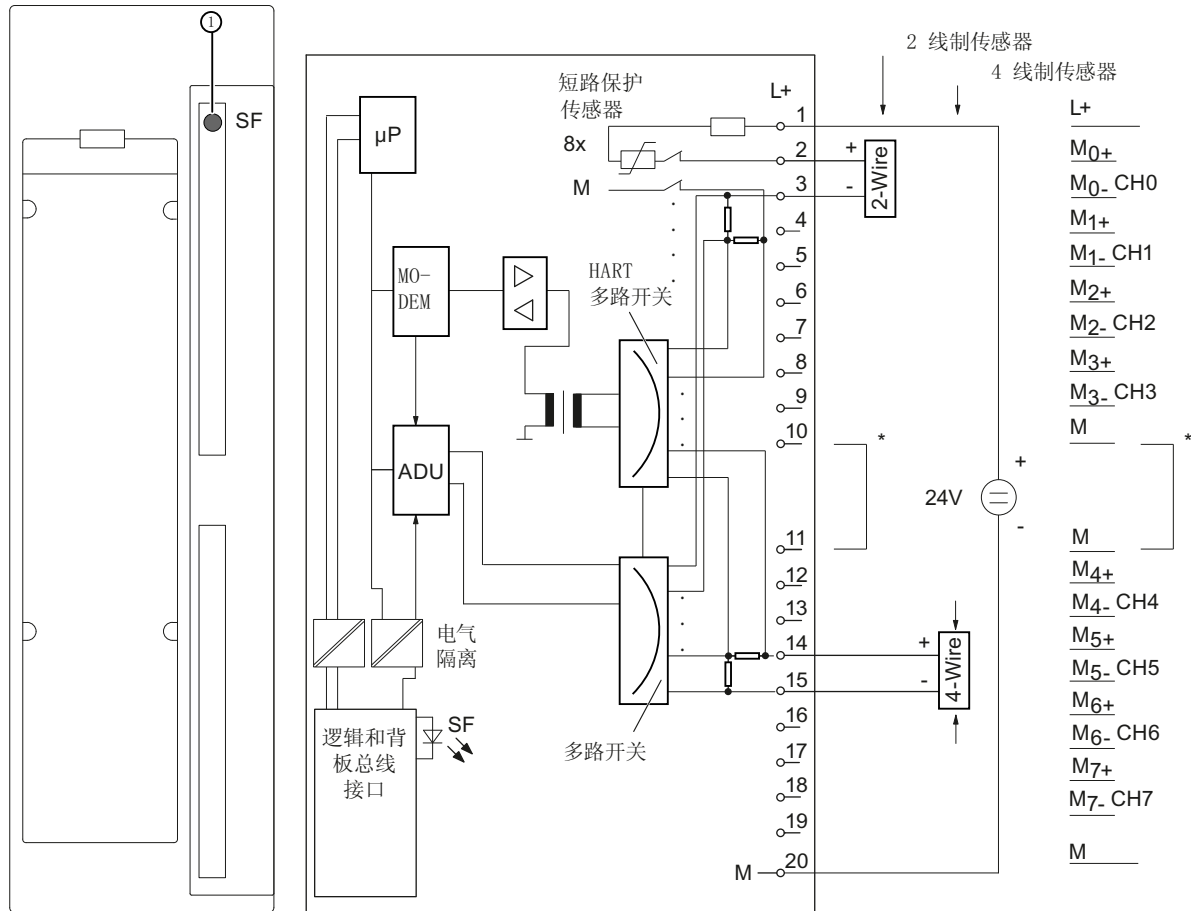 ①
SF
2 线制传感器
4 线制传感器
短路保护
传感器
L+
L+
μP
8x
M
1
2
3
4
5
6
7
8
9
10
11
12
13
14
15
16
17
18
19
20
+
-
2-Wire
M0+
M0- CH0
M1+
M1- CH1
M2+
M2- CH2
M3+
M3- CH3
M
*
*
MO-
DEM
HART
多路开关
ADU
24V
+
-
M
M4+
M4- CH4
M5+
M5- CH5
M6+
M6- CH6
M7+
M7- CH7
M
电气
隔离
+
-
4-Wire
逻辑和背
板总线
接口
SF
多路开关
M